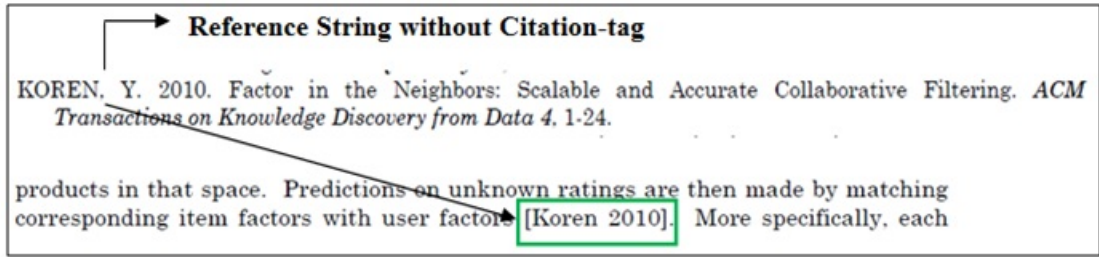 Reference String without Citation-tag
KOREN, Y. 2010. Factor in the Neighbors: Scalable and Accurate Collaborative Filtering. ACM
Transactions on Knowledge Discovery from Data 4, 1-24.
products in that space. Predictions on unknown ratings are then made by matching
corresponding item factors with user factors [Koren 2010]. More specifically, each